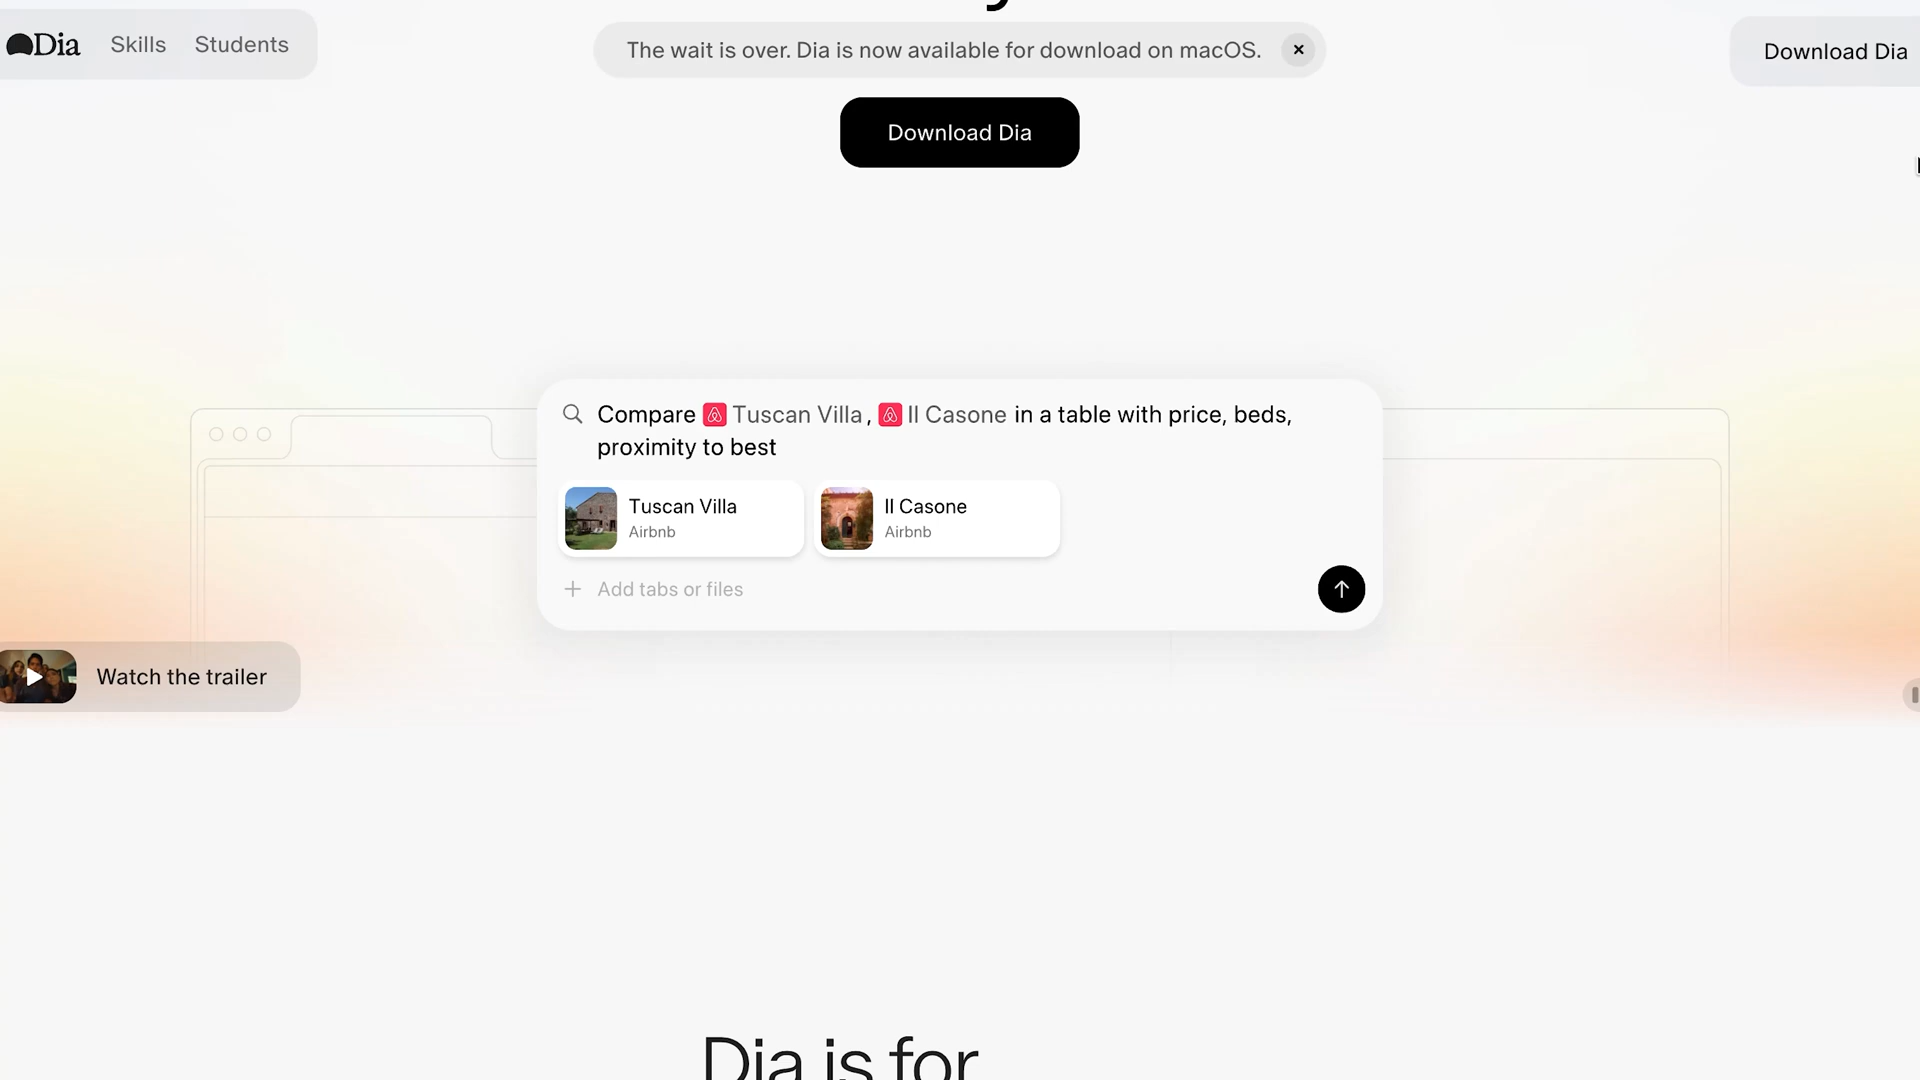 Dia Skills Students
The wait is over. Dia is now available for download on macOS.
Download Dia
Download Dia
Compare Tuscan Villa, Il Casone in a table with price, beds,
proximity to best
Tuscan Villa
Airbnb
Il Casone
Airbnb
Add tabs or files
Watch the trailer
Dia is for